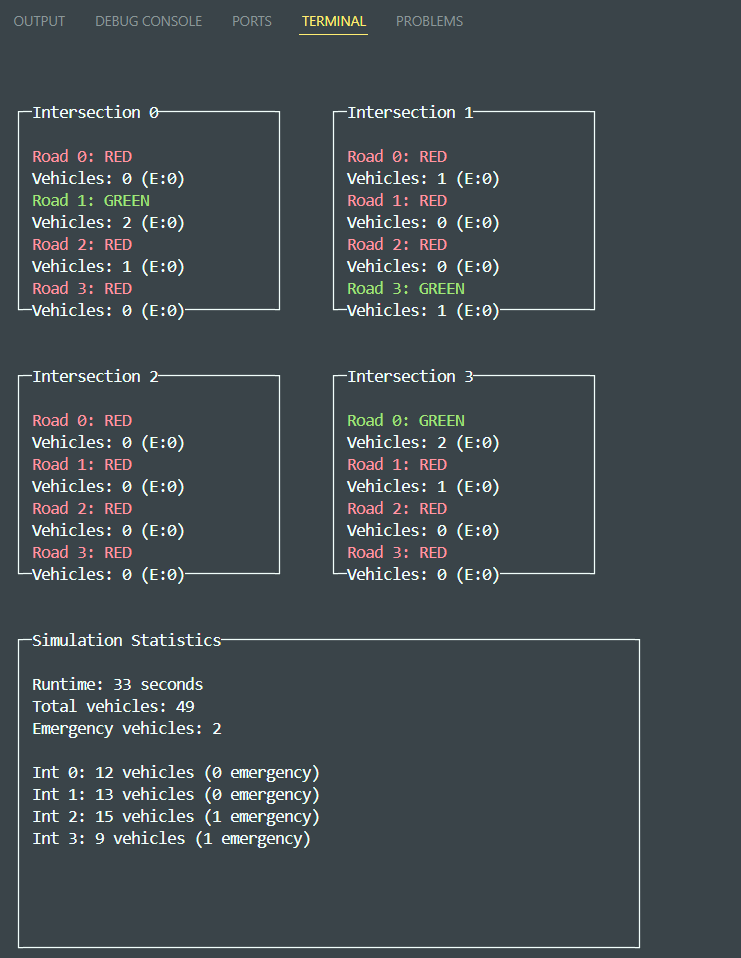 OUTPUT DEBUG CONSOLE PORTS TERMINAL PROBLEMS
Intersection 0
Road 0: RED
Vehicles: 0 (E:0)
Road 1: GREEN
Vehicles: 2 (E:0)
Road 2: RED
Vehicles: 1 (E:0)
Road 3: RED
Vehicles: 0 (E:0)
Intersection 1
Road 0: RED
Vehicles: 1 (E:0)
Road 1: RED
Vehicles: 0 (E:0)
Road 2: RED
Vehicles: 0 (E:0)
Road 3: GREEN
Vehicles: 1 (E:0)
Intersection 2
Road 0: RED
Vehicles: 0 (E:0)
Road 1: RED
Vehicles: 0 (E:0)
Road 2: RED
Vehicles: 0 (E:0)
Road 3: RED
Vehicles: 0 (E:0)
Intersection 3
Road 0: GREEN
Vehicles: 2 (E:0)
Road 1: RED
Vehicles: 1 (E:0)
Road 2: RED
Vehicles: 0 (E:0)
Road 3: RED
Vehicles: 0 (E:0)
Simulation Statistics
Runtime: 33 seconds
Total vehicles: 49
Emergency vehicles: 2
Int 0: 12 vehicles (0 emergency)
Int 1: 13 vehicles (0 emergency)
Int 2: 15 vehicles (1 emergency)
Int 3: 9 vehicles (1 emergency)